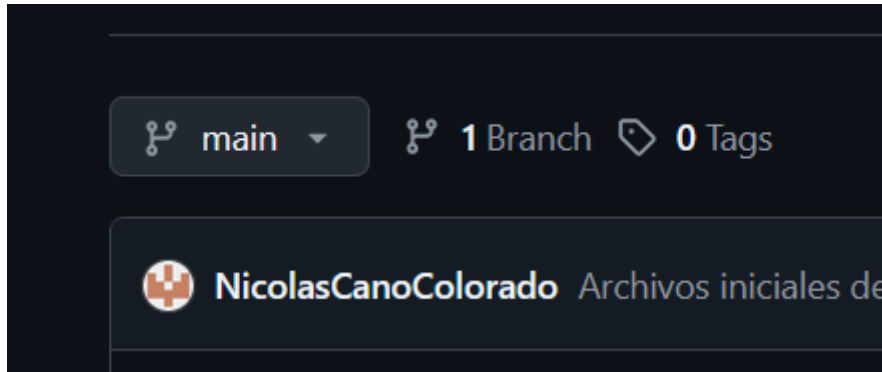 main 1 Branch 0 Tags
NicolasCanoColorado Archivos iniciales de